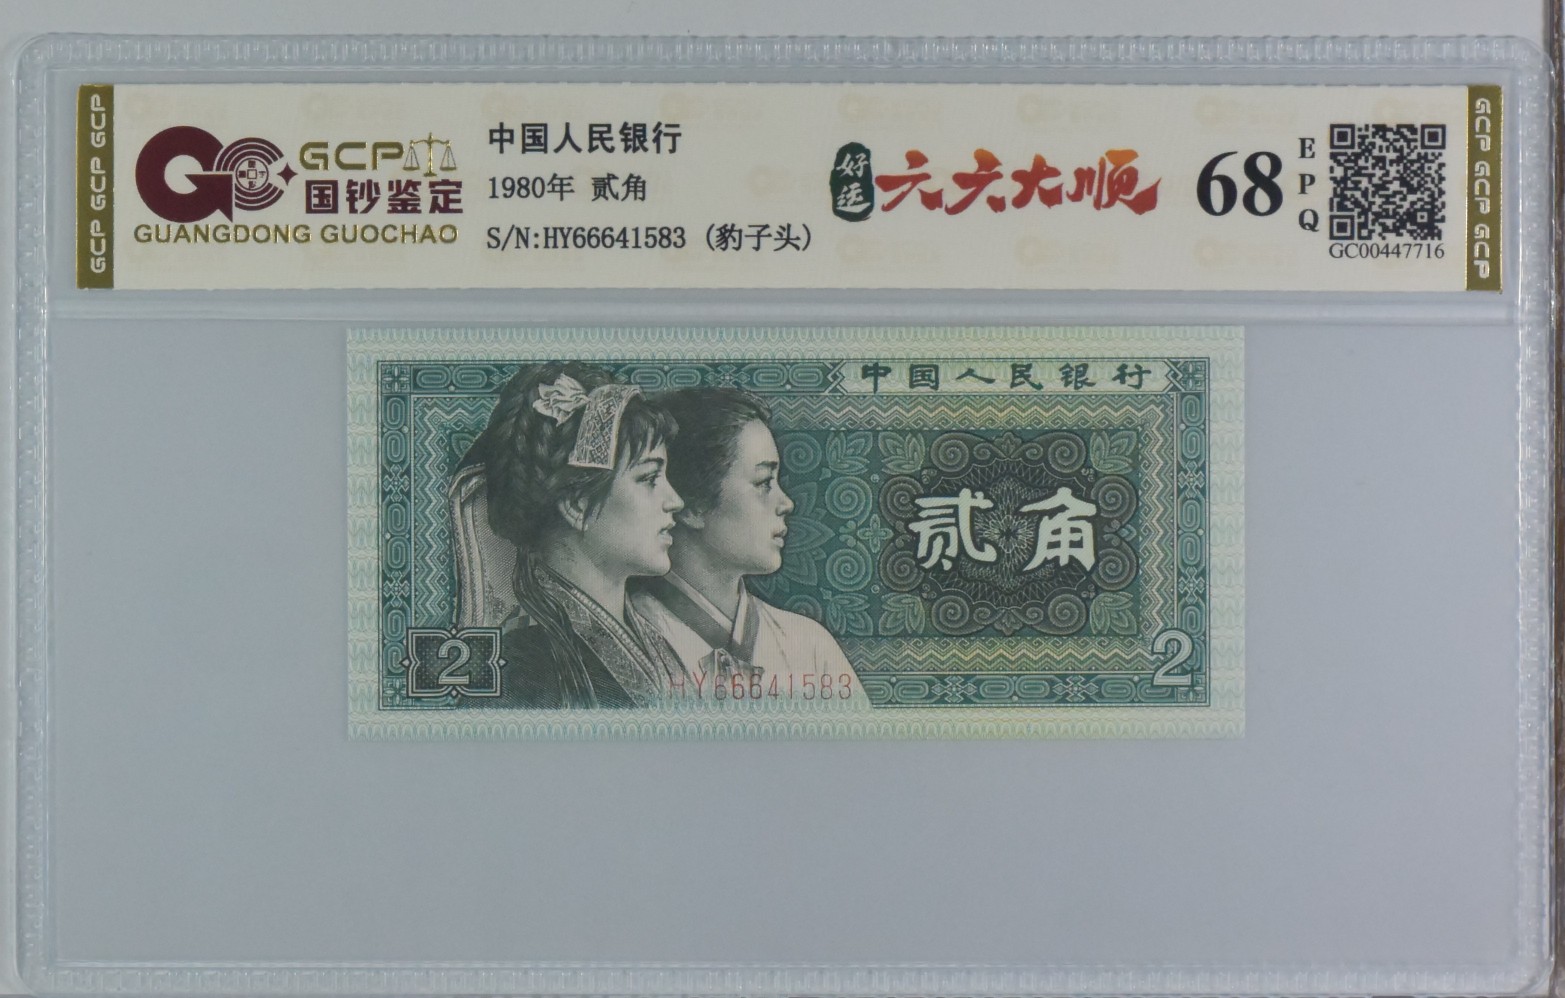 GCP GCP GCP
GCP
国钞鉴定
GUANGDONG GUOCHAO
中国人民银行
1980年 贰角
S/N:HY66641583 (豹子头)
好运
六六大顺
68
EPQ
GC00447716
GCP GCP GCP
中国人民银行
贰角
2
HY66641583
2